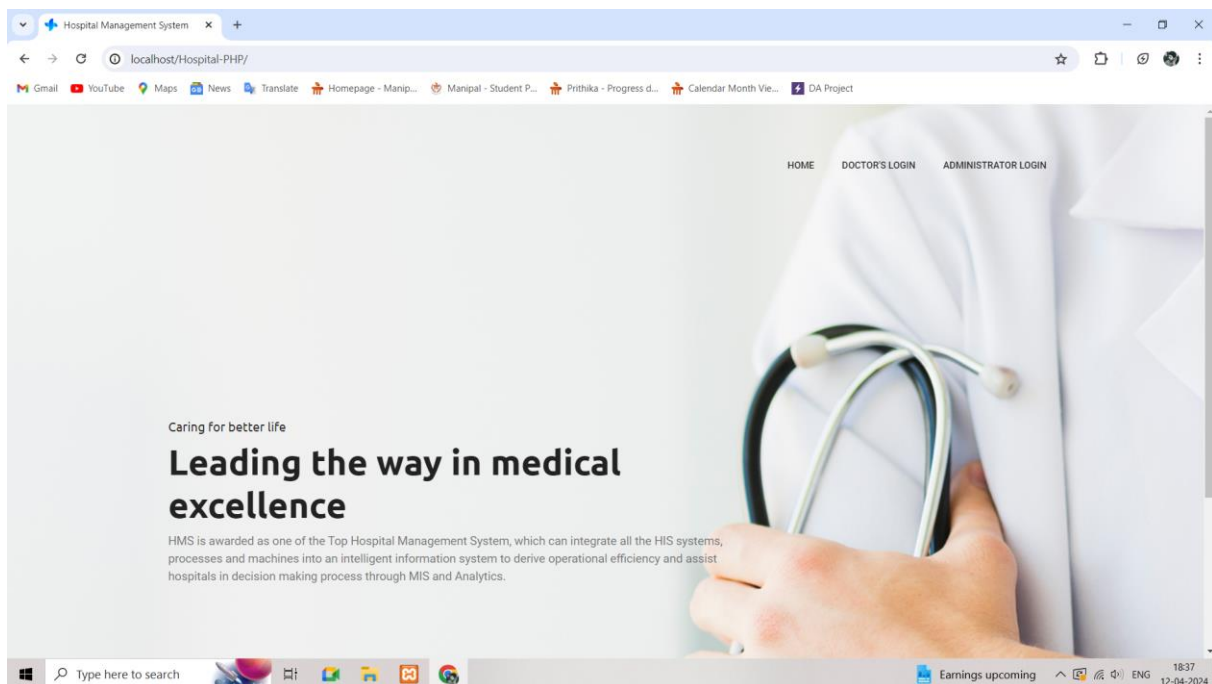 Hospital Management System
localhost/Hospital-PHP/
Gmail YouTube Maps News Translate Homepage - Manip... Manipal - Student P... Prithika - Progress d... Calendar Month Vie... DA Project
HOME DOCTOR'S LOGIN ADMINISTRATOR LOGIN
Caring for better life
Leading the way in medical
excellence
HMS is awarded as one of the Top Hospital Management System, which can integrate all the HIS systems,
processes and machines into an intelligent information system to derive operational efficiency and assist
hospitals in decision making process through MIS and Analytics.
Type here to search Earnings upcoming ENG 18:37
12-04-2024